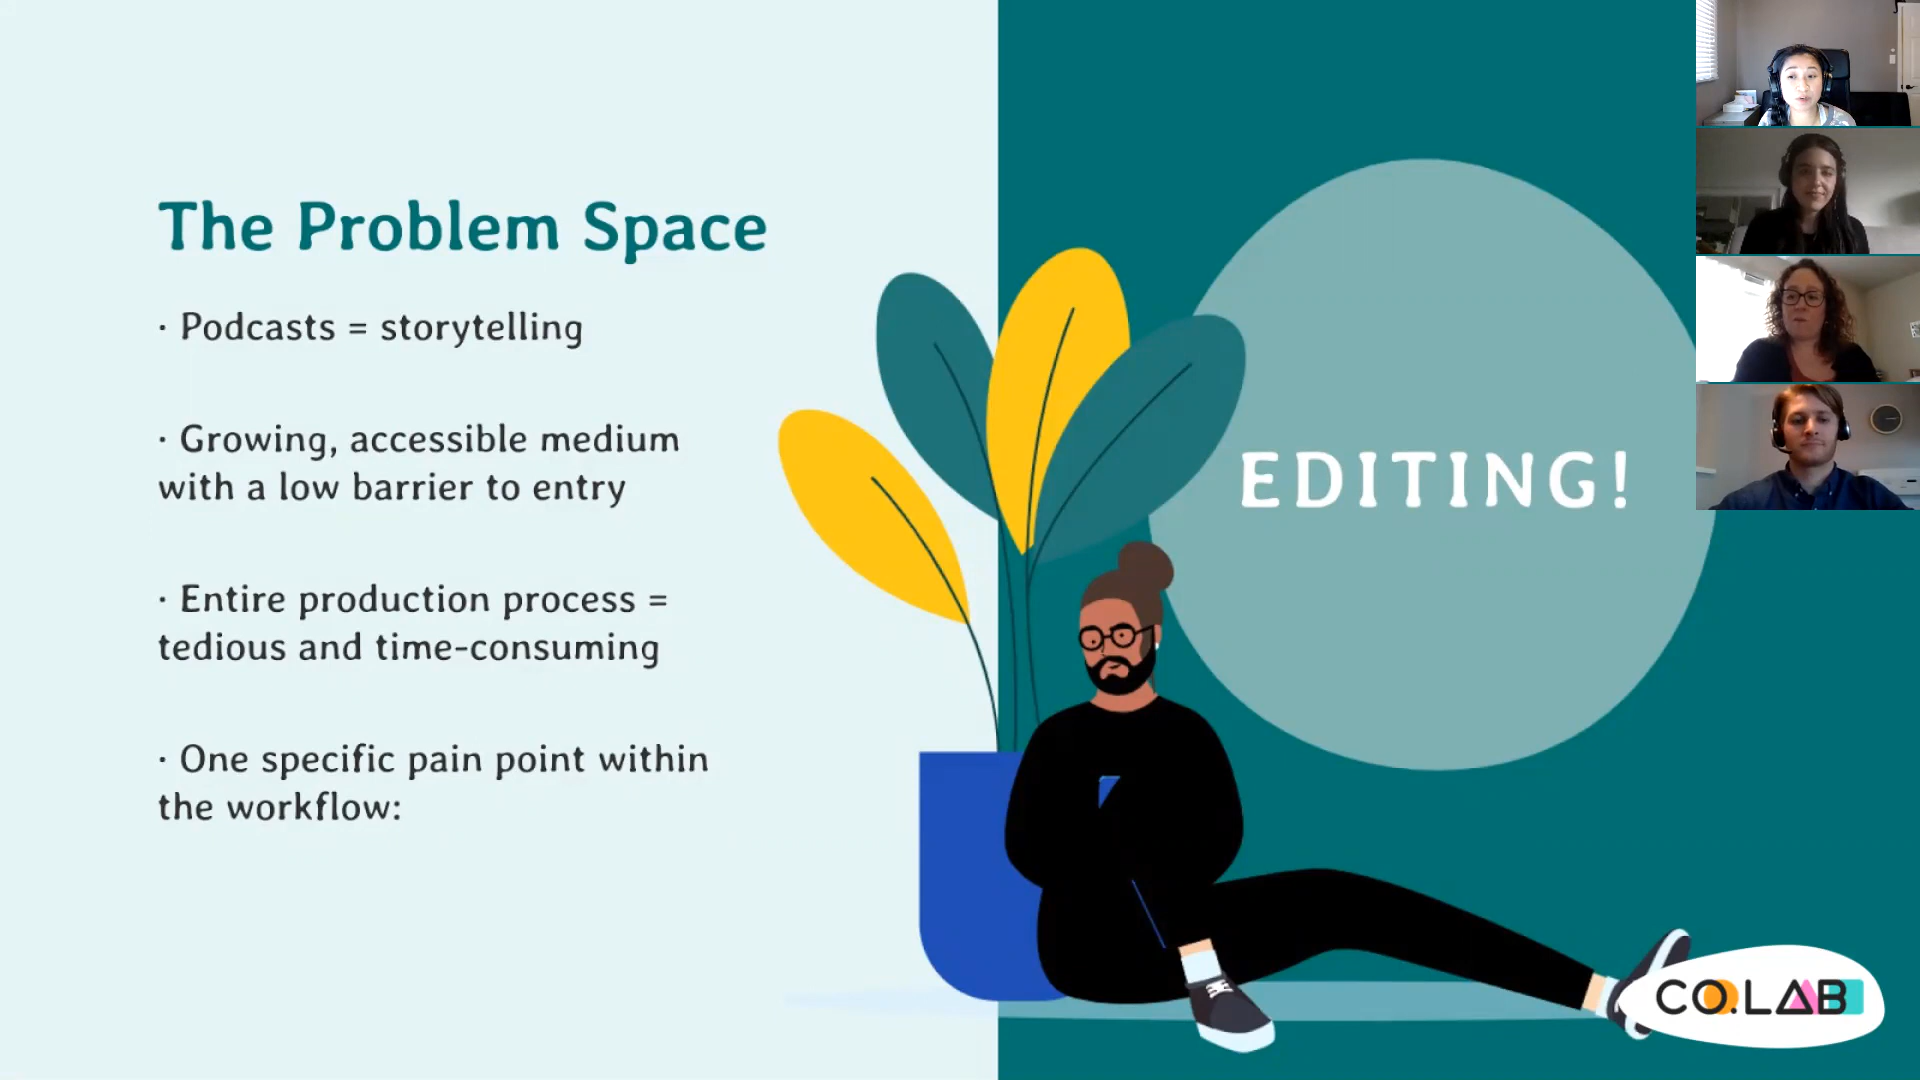 The Problem Space
· Podcasts = storytelling
· Growing, accessible medium
with a low barrier to entry
· Entire production process =
tedious and time-consuming
· One specific pain point within
the workflow:
EDITING!
CO.LAB